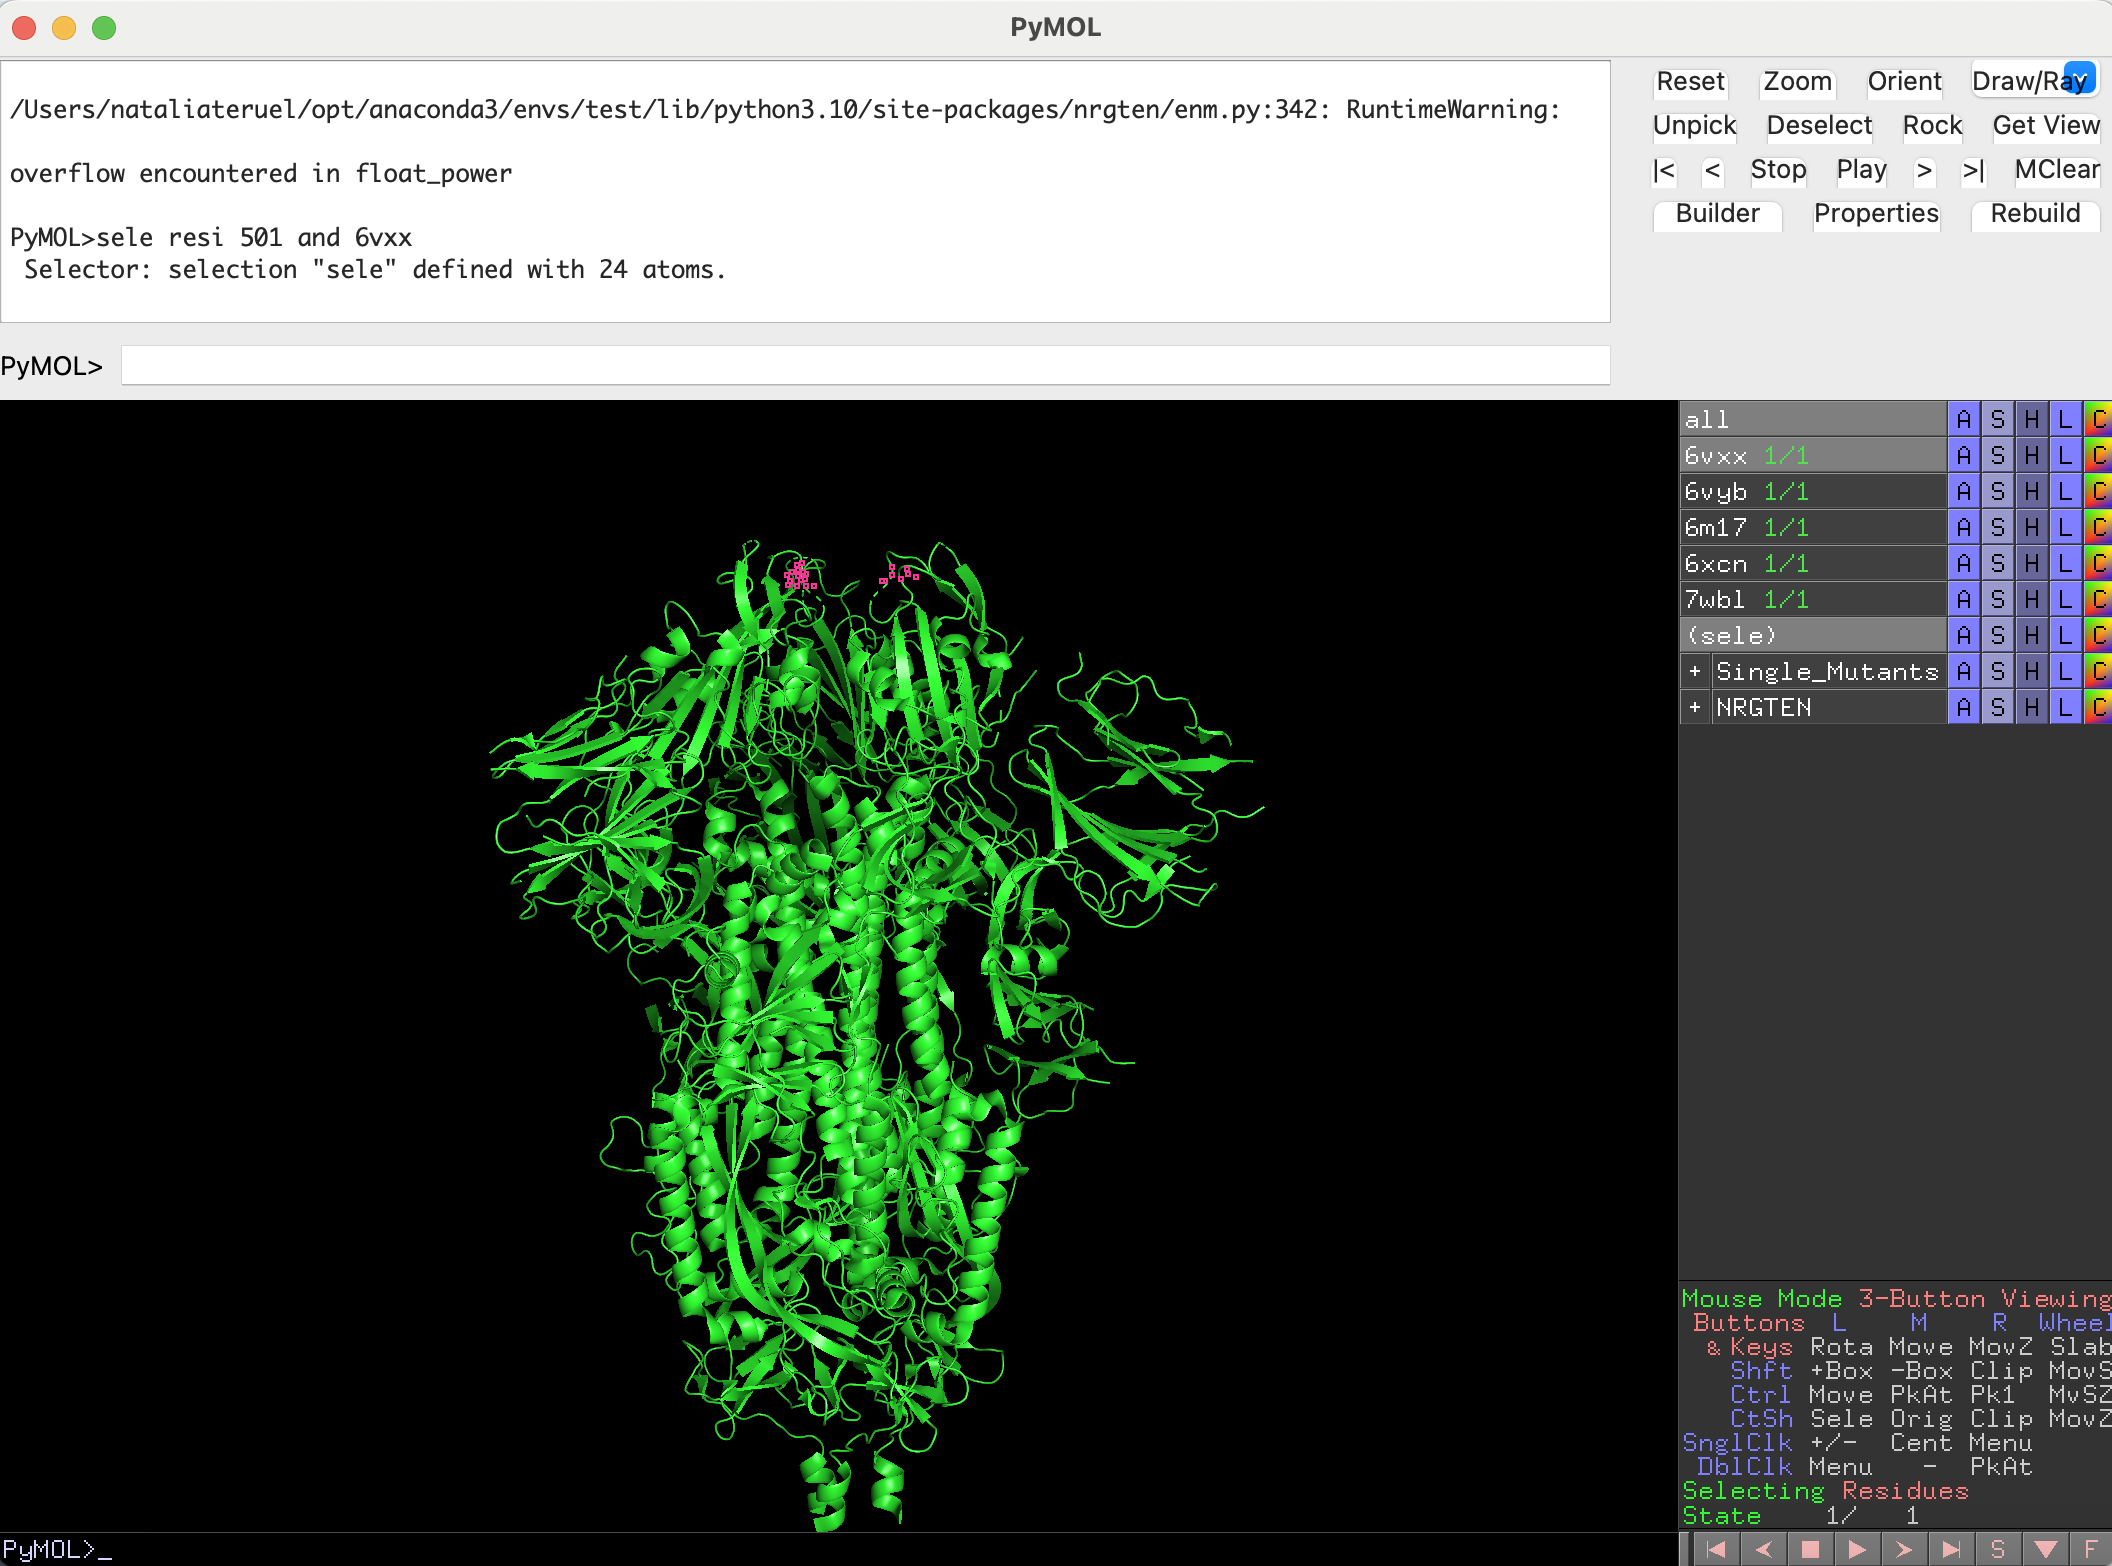 PyMOL
/Users/nataliateruel/opt/anaconda3/envs/test/lib/python3.10/site-packages/nrgten/enm.py:342: RuntimeWarning:
overflow encountered in float_power
PyMOL>sele resi 501 and 6vxx
Selector: selection "sele" defined with 24 atoms.
PyMOL>
Reset Zoom Orient Draw/Ray
Unpick Deselect Rock Get View
|< < Stop Play > >| MClear
Builder Properties Rebuild
all A S H L C
6vxx 1/1 A S H L C
6vyb 1/1 A S H L C
6m17 1/1 A S H L C
6xcn 1/1 A S H L C
7wbl 1/1 A S H L C
(sele) A S H L C
+ Single_Mutants A S H L C
+ NRGTEN A S H L C
Mouse Mode 3-Button Viewing
Buttons L M R Wheel
& Keys Rota Move MovZ Slab
Shft +Box -Box Clip MovS
Ctrl Move PkAt Pk1 MvSZ
CtSh Sele Orig Clip MovZ
SnglClk +/- Cent Menu
DblClk Menu - PkAt
Selecting Residues
State 1/ 1
PyMOL>_
S F